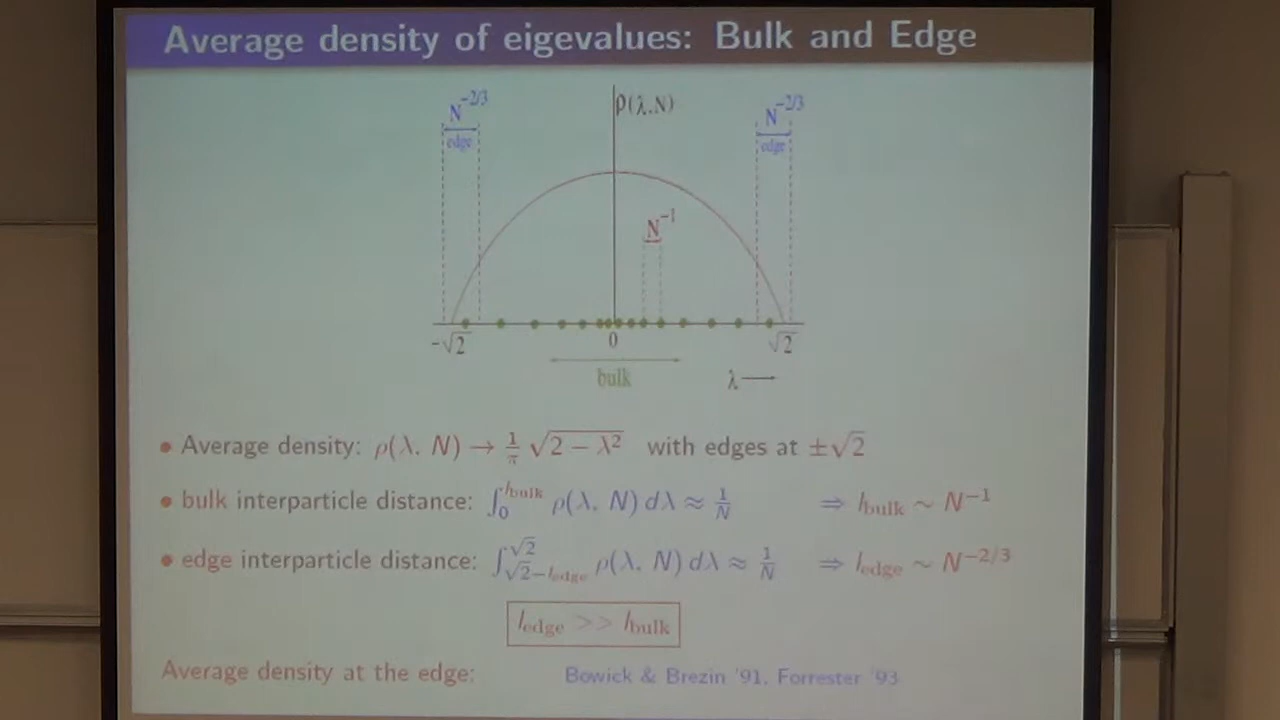 Average density of eigevalues: Bulk and Edge
N^{-2/3}
edge
ρ(λ, N)
N^{-2/3}
edge
N^{-1}
-√2
0
√2
bulk
λ ⟶
• Average density: ρ(λ, N) → 1/π √(2 − λ²) with edges at ±√2
• bulk interparticle distance: ∫_0^{l_bulk} ρ(λ, N) dλ ≈ 1/N ⇒ l_bulk ∼ N^{-1}
• edge interparticle distance: ∫_{√2−l_edge}^{√2} ρ(λ, N) dλ ≈ 1/N ⇒ l_edge ∼ N^{-2/3}
l_edge >> l_bulk
Average density at the edge: Bowick & Brezin '91, Forrester '93